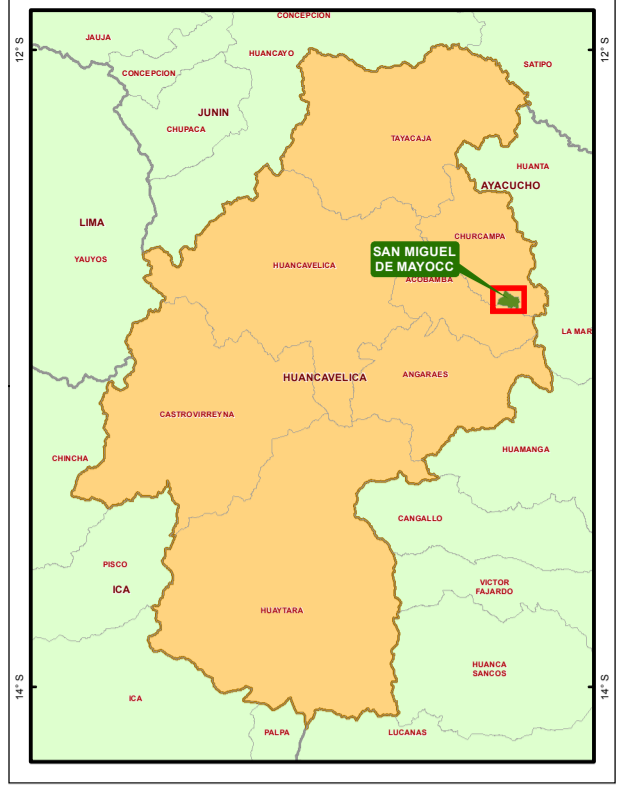 CONCEPCION
JAUJA
12° S
12° S
HUANCAYO
SATIPO
CONCEPCION
JUNIN
CHUPACA
TAYACAJA
HUANTA
AYACUCHO
LIMA
CHURCAMPA
SAN MIGUEL
DE MAYOCC
YAUYOS
HUANCAVELICA
ACOBAMBA
LA MAR
HUANCAVELICA
ANGARAES
CASTROVIRREYNA
HUAMANGA
CHINCHA
CANGALLO
PISCO
ICA
VICTOR
FAJARDO
HUAYTARA
HUANCA
SANCOS
14° S
14° S
ICA
PALPA
LUCANAS